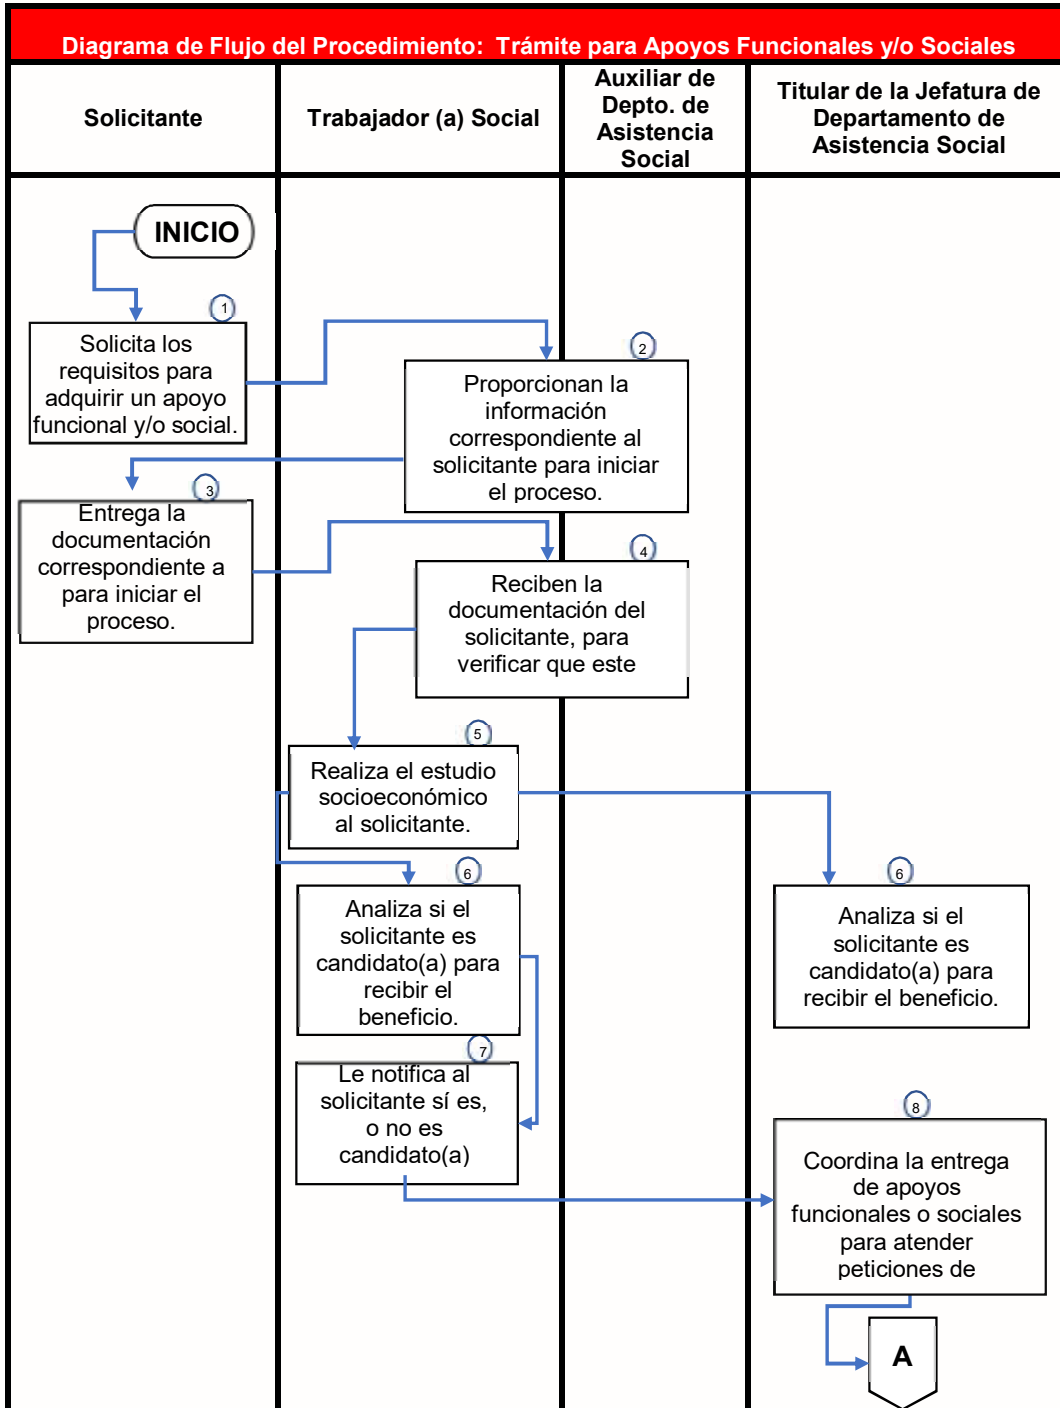 Diagrama de Flujo del Procedimiento: Trámite para Apoyos Funcionales y/o Sociales
Solicitante
Trabajador (a) Social
Auxiliar de
Depto. de
Asistencia
Social
Titular de la Jefatura de
Departamento de
Asistencia Social
INICIO
1
Solicita los
requisitos para
adquirir un apoyo
funcional y/o social.
2
Proporcionan la
información
correspondiente al
solicitante para iniciar
el proceso.
3
Entrega la
documentación
correspondiente a
para iniciar el
proceso.
4
Reciben la
documentación del
solicitante, para
verificar que este
5
Realiza el estudio
socioeconómico
al solicitante.
6
Analiza si el
solicitante es
candidato(a) para
recibir el
beneficio.
6
Analiza si el
solicitante es
candidato(a) para
recibir el beneficio.
7
Le notifica al
solicitante sí es,
o no es
candidato(a)
8
Coordina la entrega
de apoyos
funcionales o sociales
para atender
peticiones de
A